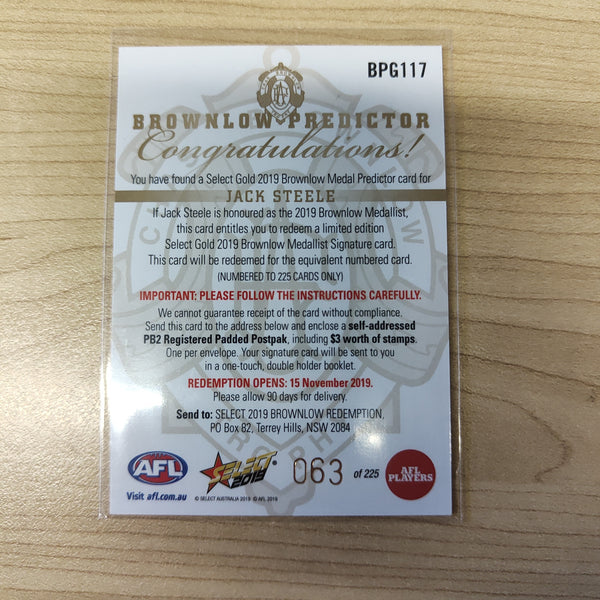 BPG117
BROWNLOW PREDICTOR
Congratulations!
You have found a Select Gold 2019 Brownlow Medal Predictor card for
JACK STEELE
If Jack Steele is honoured as the 2019 Brownlow Medallist,
this card entitles you to redeem a limited edition
Select Gold 2019 Brownlow Medallist Signature card.
This card will be redeemed for the equivalent numbered card.
(NUMBERED TO 225 CARDS ONLY)
IMPORTANT: PLEASE FOLLOW THE INSTRUCTIONS CAREFULLY.
We cannot guarantee receipt of the card without compliance.
Send this card to the address below and enclose a self-addressed
PB2 Registered Padded Postpak, including $3 worth of stamps.
One per envelope. Your signature card will be sent to you
in a one-touch, double holder booklet.
REDEMPTION OPENS: 15 November 2019.
Please allow 90 days for delivery.
Send to: SELECT 2019 BROWNLOW REDEMPTION,
PO Box 82, Terrey Hills, NSW 2084
AFL
Visit afl.com.au
SELECT
2019
© SELECT AUSTRALIA 2019 © AFL 2019
063 of 225
AFL
PLAYERS